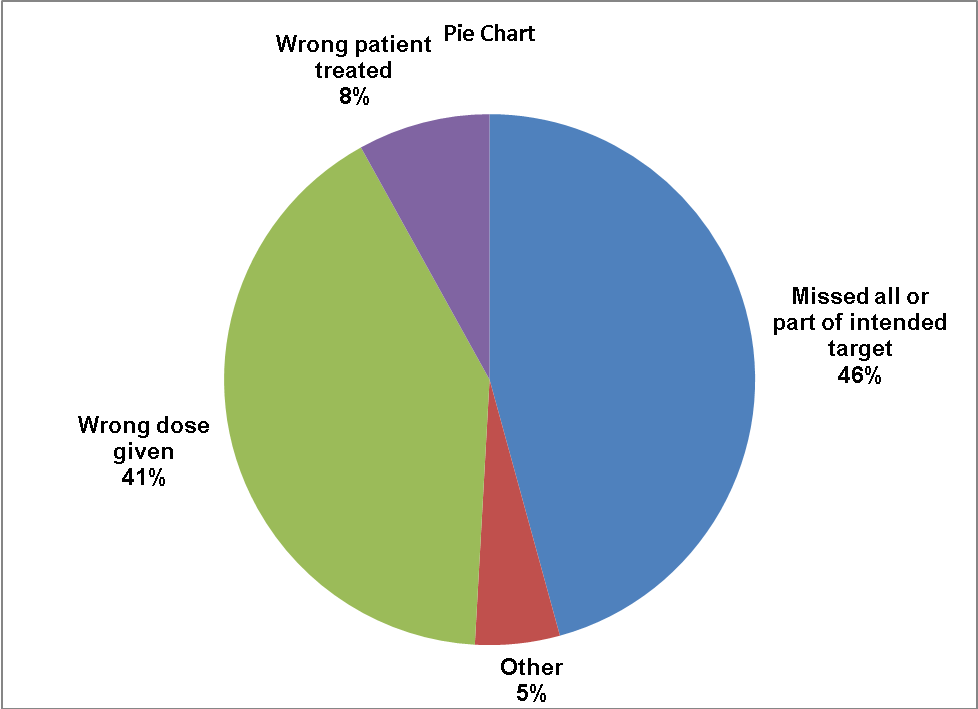 Pie Chart
Wrong patient
treated
8%
Missed all or
part of intended
target
46%
Wrong dose
given
41%
Other
5%